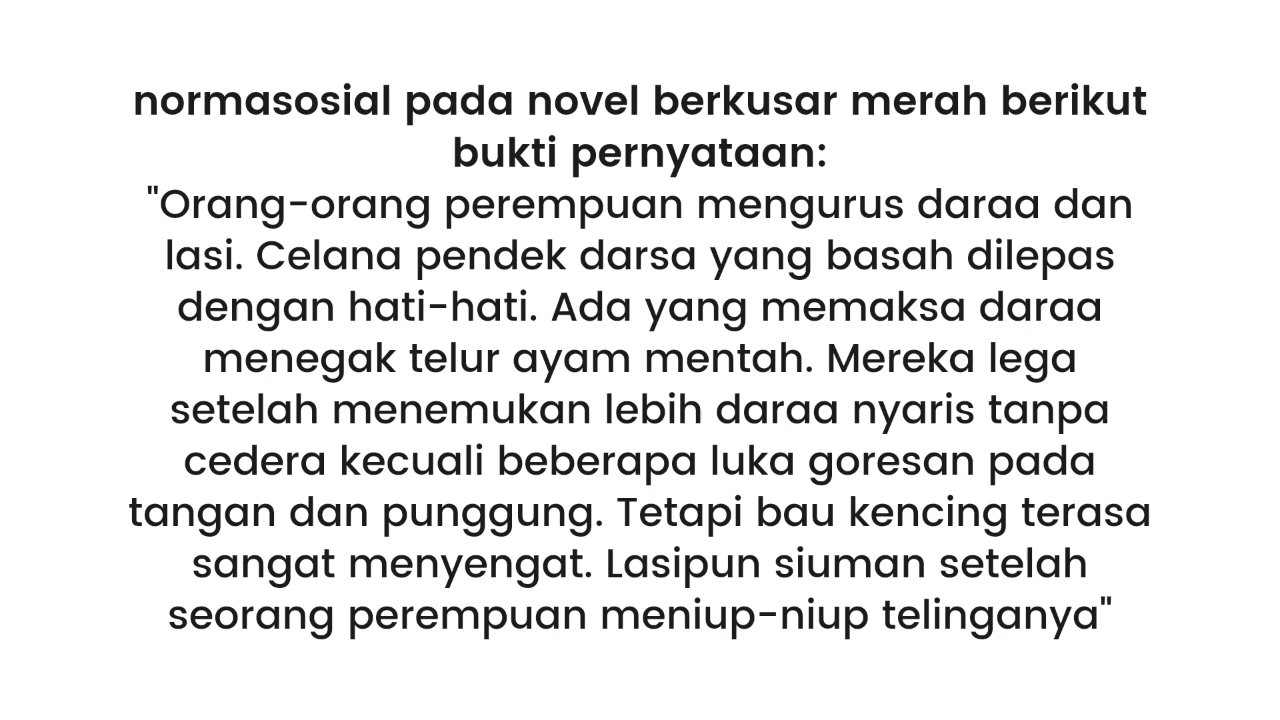 normasosial pada novel berkusar merah berikut
bukti pernyataan:
"Orang-orang perempuan mengurus daraa dan
lasi. Celana pendek darsa yang basah dilepas
dengan hati-hati. Ada yang memaksa daraa
menegak telur ayam mentah. Mereka lega
setelah menemukan lebih daraa nyaris tanpa
cedera kecuali beberapa luka goresan pada
tangan dan punggung. Tetapi bau kencing terasa
sangat menyengat. Lasipun siuman setelah
seorang perempuan meniup-niup telinganya"